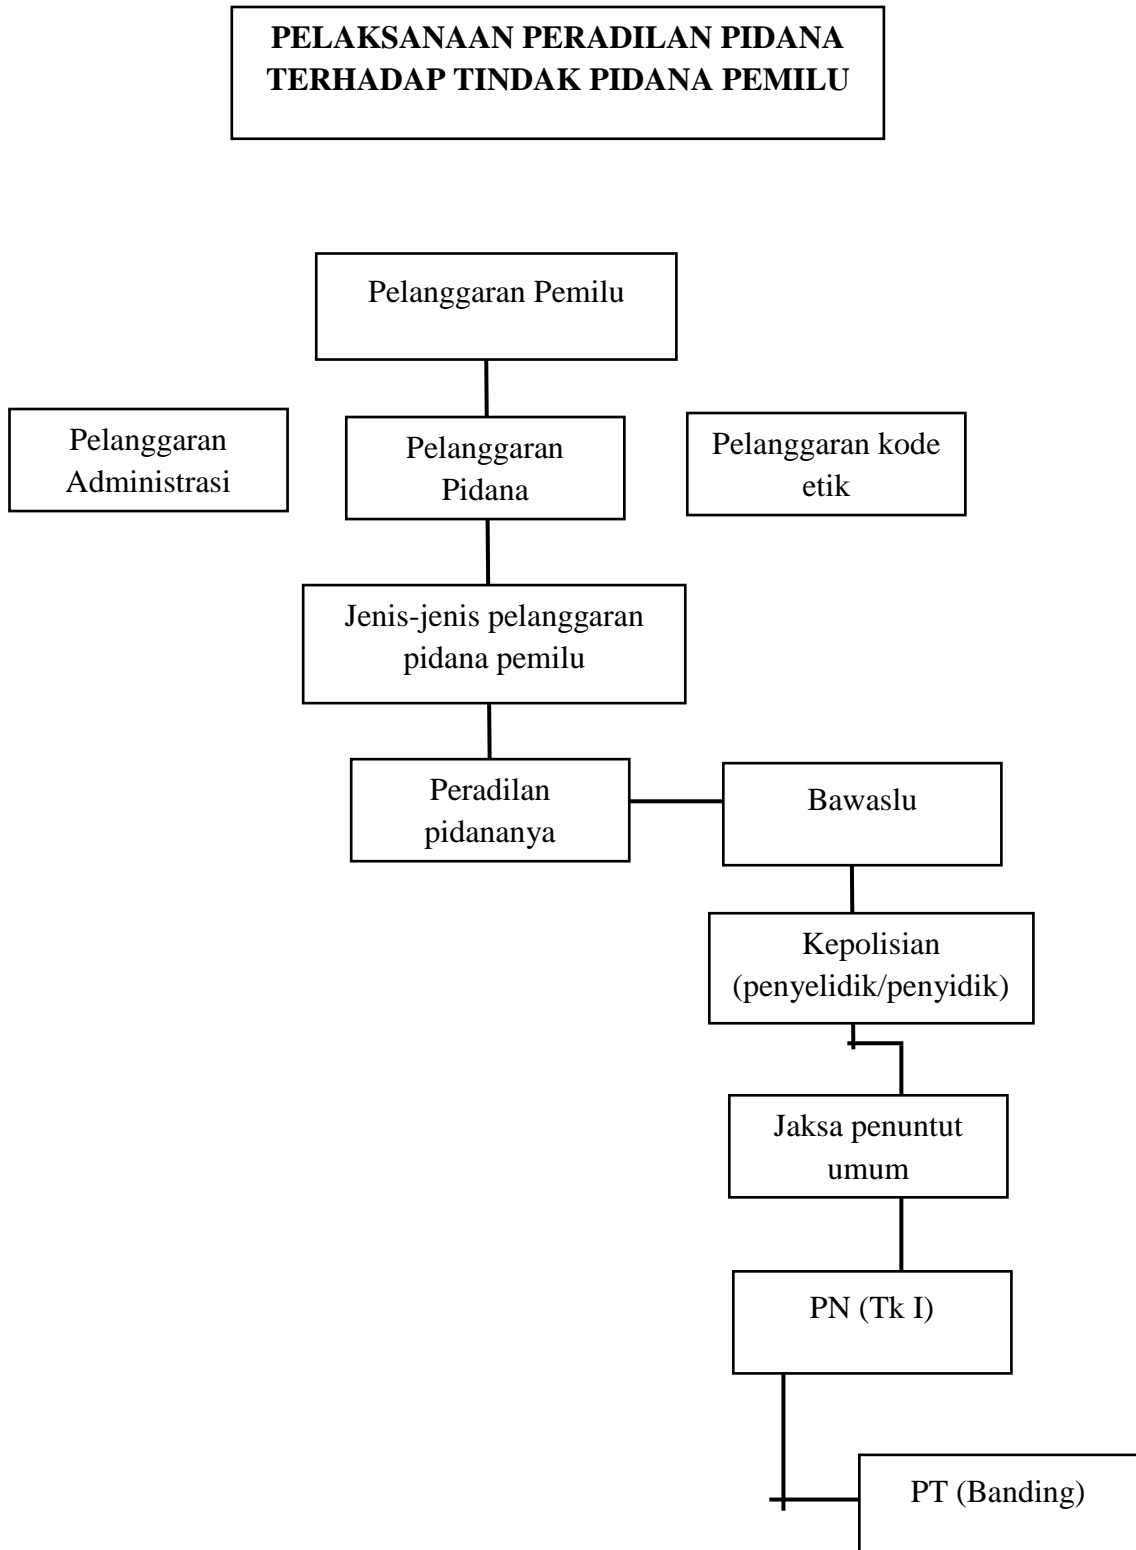 PELAKSANAAN PERADILAN PIDANA
TERHADAP TINDAK PIDANA PEMILU
Pelanggaran Pemilu
Pelanggaran
Administrasi
Pelanggaran
Pidana
Pelanggaran kode
etik
Jenis-jenis pelanggaran
pidana pemilu
Peradilan
pidananya
Bawaslu
Kepolisian
(penyelidik/penyidik)
Jaksa penuntut
umum
PN (Tk I)
PT (Banding)